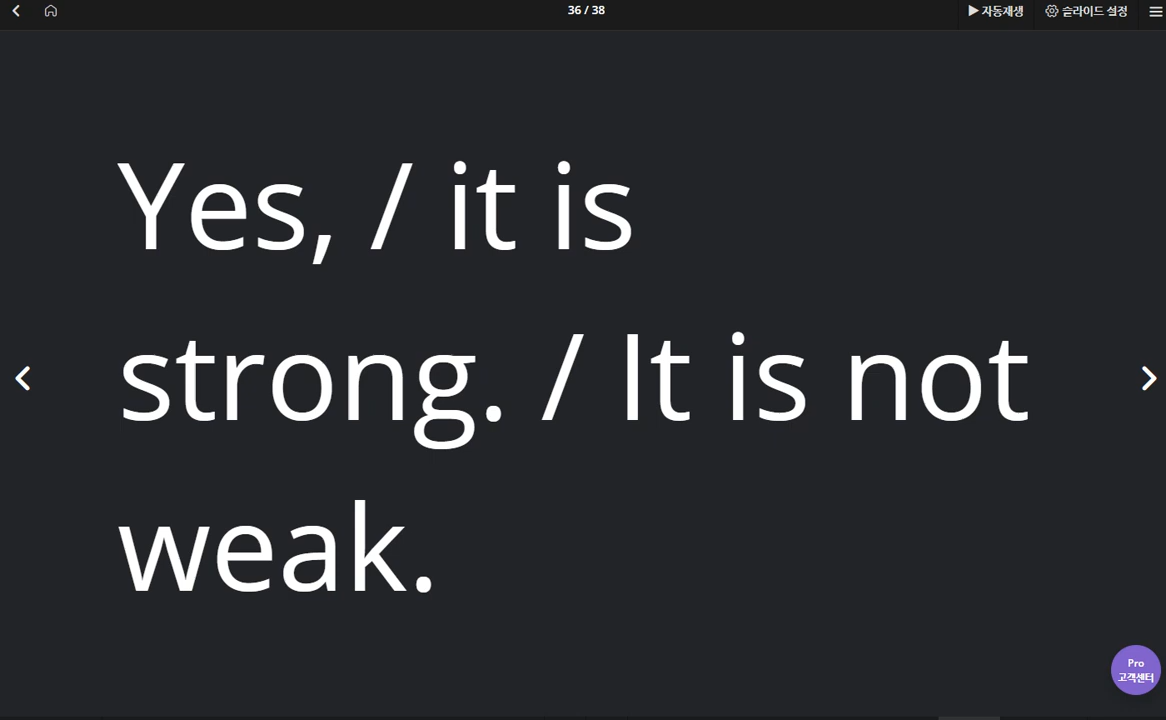 36 / 38
▶ 자동재생
슬라이드 설정
Yes, / it is
strong. / It is not
weak.
Pro
고객센터